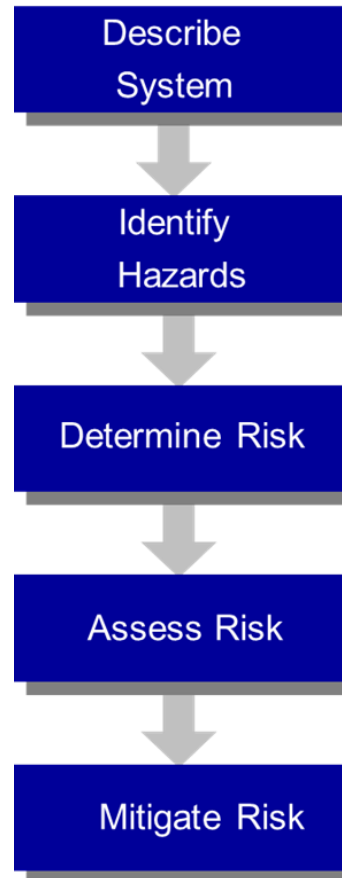 Describe
System
Identify
Hazards
Determine Risk
Assess Risk
Mitigate Risk